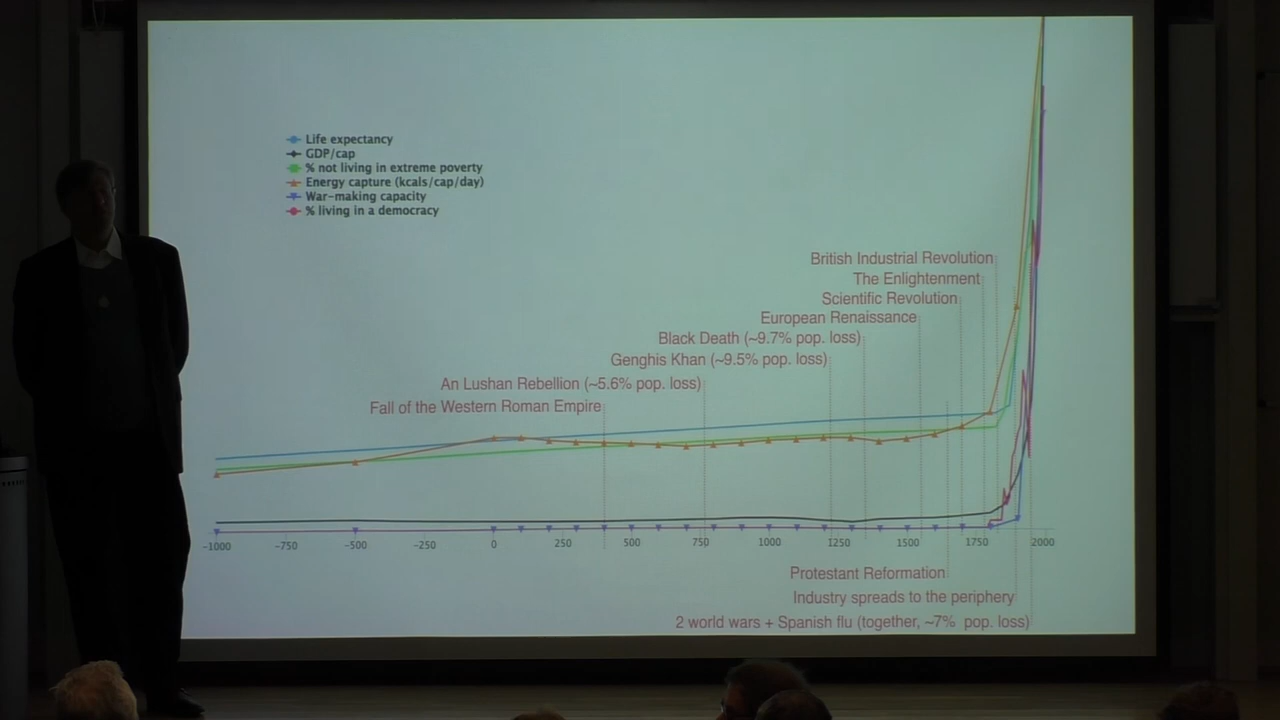 Life expectancy
GDP/cap
% not living in extreme poverty
Energy capture (kcals/cap/day)
War-making capacity
% living in a democracy
British Industrial Revolution
The Enlightenment
Scientific Revolution
European Renaissance
Black Death (~9.7% pop. loss)
Genghis Khan (~9.5% pop. loss)
An Lushan Rebellion (~5.6% pop. loss)
Fall of the Western Roman Empire
-1000 -750 -500 -250 0 250 500 750 1000 1250 1500 1750 2000
Protestant Reformation
Industry spreads to the periphery
2 world wars + Spanish flu (together, ~7% pop. loss)